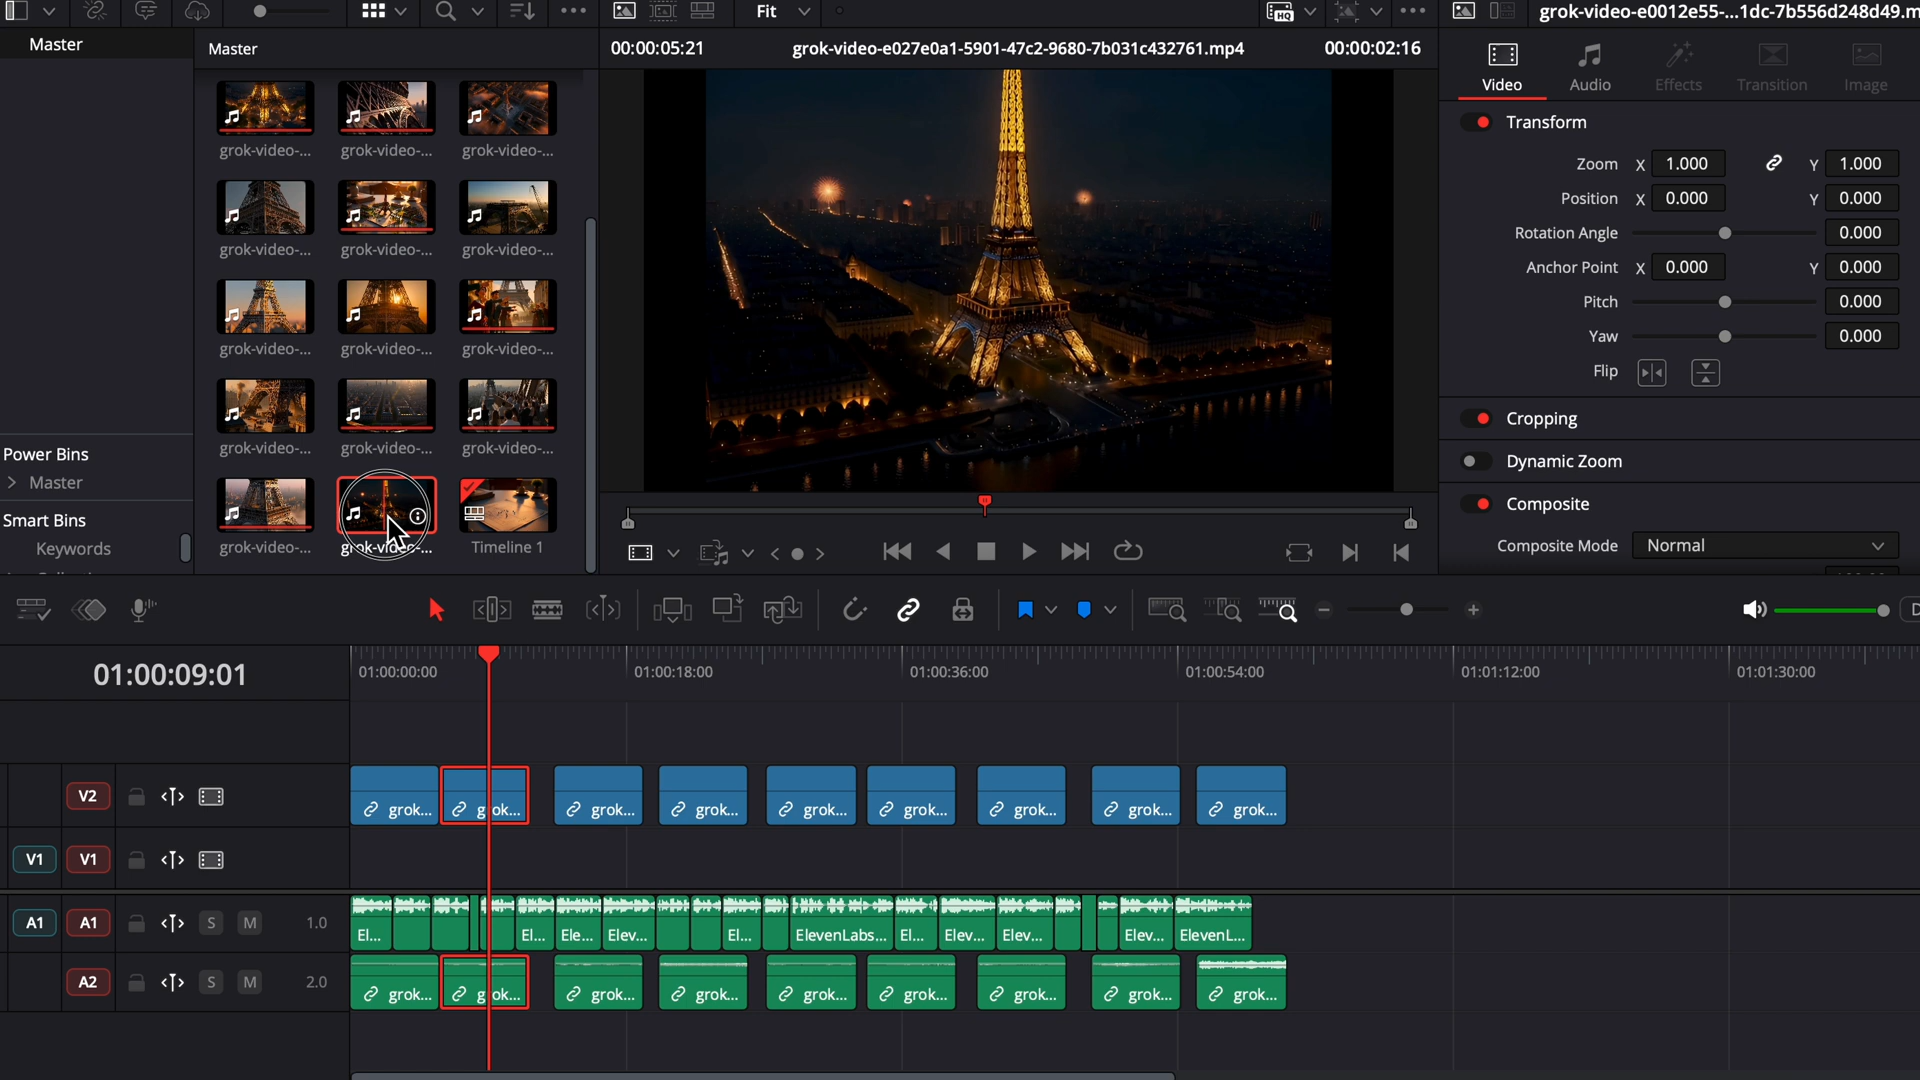 Fit
grok-video-e0012e55-...1dc-7b556d248d49.m
Master
Master
00:00:05:21
grok-video-e027e0a1-5901-47c2-9680-7b031c432761.mp4
00:00:02:16
Video
Audio
Effects
Transition
Image
Transform
Zoom X 1.000 Y 1.000
Position X 0.000 Y 0.000
Rotation Angle 0.000
Anchor Point X 0.000 Y 0.000
Pitch 0.000
Yaw 0.000
Flip
Cropping
Dynamic Zoom
Composite
Composite Mode Normal
grok-video-... grok-video-... grok-video-...
grok-video-... grok-video-... grok-video-...
grok-video-... grok-video-... grok-video-...
grok-video-... grok-video-... grok-video-...
grok-video-... grok-video-... Timeline 1
Power Bins
Master
Smart Bins
Keywords
01:00:09:01
01:00:00:00 01:00:18:00 01:00:36:00 01:00:54:00 01:01:12:00 01:01:30:00
V2
grok... grok... grok... grok... grok... grok... grok... grok... grok...
V1 V1
A1 A1 S M 1.0
El... El... Ele... Elev... El... ElevenLabs... El... Elev... Elev... Elev... ElevenL...
A2 S M 2.0
grok... grok... grok... grok... grok... grok... grok... grok... grok...